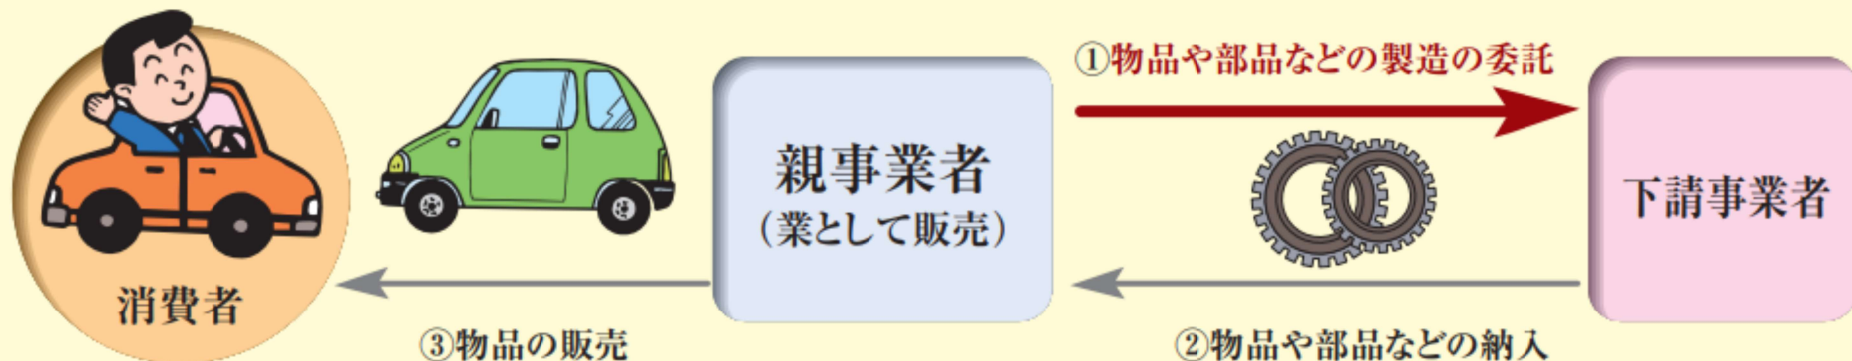 ①物品や部品などの製造の委託
親事業者
（業として販売）
下請事業者
消費者
③物品の販売
②物品や部品などの納入